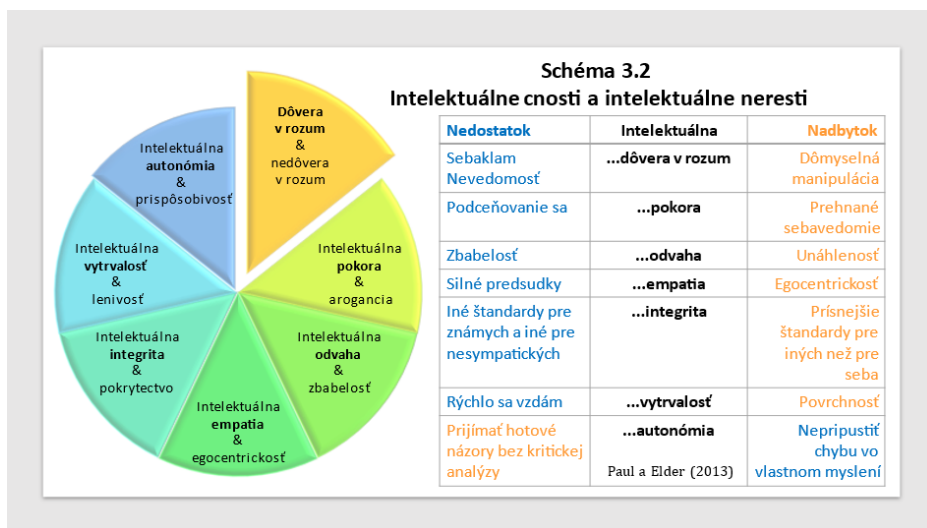 Schéma 3.2
Intelektuálne cnosti a intelektuálne neresti
Dôvera
v rozum
&
nedôvera
v rozum
Intelektuálna
pokora
&
arogancia
Intelektuálna
odvaha
&
zbabelosť
Intelektuálna
empatia
&
egocentrickosť
Intelektuálna
integrita
&
pokrytectvo
Intelektuálna
vytrvalosť
&
lenivosť
Intelektuálna
autonómia
&
prispôsobivosť
Nedostatok Intelektuálna Nadbytok
Sebaklam ...dôvera v rozum Dômyselná
Nevedomosť manipulácia
Podceňovanie sa ...pokora Prehnané
sebavedomie
Zbabelosť ...odvaha Unáhlenosť
Silné predsudky ...empatia Egocentrickosť
Iné štandardy pre ...integrita Prísnejšie
známych a iné pre štandardy pre
nesympatických iných než pre
seba
Rýchlo sa vzdám ...vytrvalosť Povrchnosť
Prijímať hotové ...autonómia Nepripustiť
názory bez kritickej chybu vo
analýzy Paul a Elder (2013) vlastnom myslení